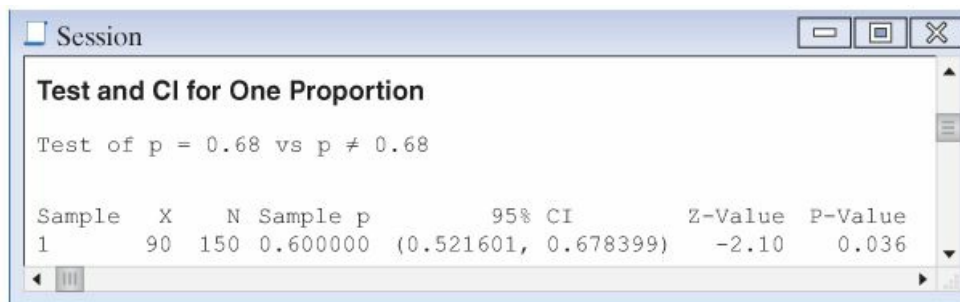 Session
Test and CI for One Proportion
Test of p = 0.68 vs p ≠ 0.68
Sample X N Sample p 95% CI Z-Value P-Value
1 90 150 0.600000 (0.521601, 0.678399) -2.10 0.036